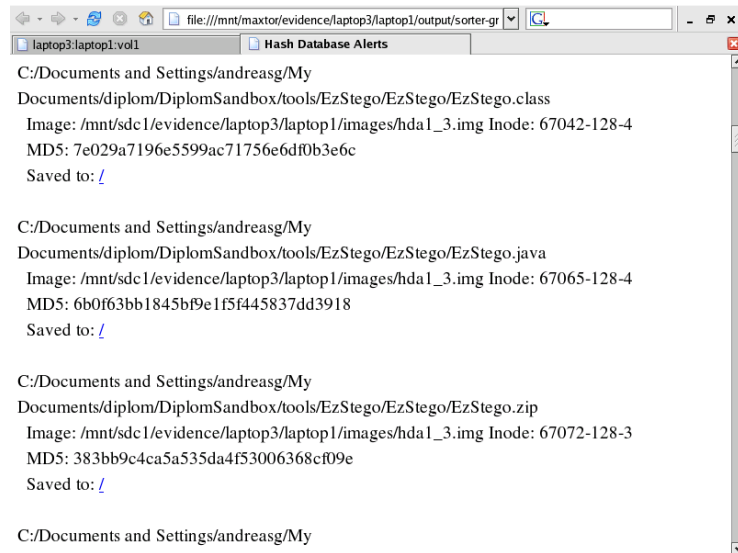 file:///mnt/maxtor/evidence/laptop3/laptop1/output/sorter-gr
laptop3:laptop1:vol1
Hash Database Alerts
C:/Documents and Settings/andreasg/My
Documents/diplom/DiplomSandbox/tools/EzStego/EzStego/EzStego.class
Image: /mnt/sdc1/evidence/laptop3/laptop1/images/hda1_3.img Inode: 67042-128-4
MD5: 7e029a7196e5599ac71756e6df0b3e6c
Saved to: /
C:/Documents and Settings/andreasg/My
Documents/diplom/DiplomSandbox/tools/EzStego/EzStego/EzStego.java
Image: /mnt/sdc1/evidence/laptop3/laptop1/images/hda1_3.img Inode: 67065-128-4
MD5: 6b0f63bb1845bf9e1f5f445837dd3918
Saved to: /
C:/Documents and Settings/andreasg/My
Documents/diplom/DiplomSandbox/tools/EzStego/EzStego/EzStego.zip
Image: /mnt/sdc1/evidence/laptop3/laptop1/images/hda1_3.img Inode: 67072-128-3
MD5: 383bb9c4ca5a535da4f53006368cf09e
Saved to: /
C:/Documents and Settings/andreasg/My